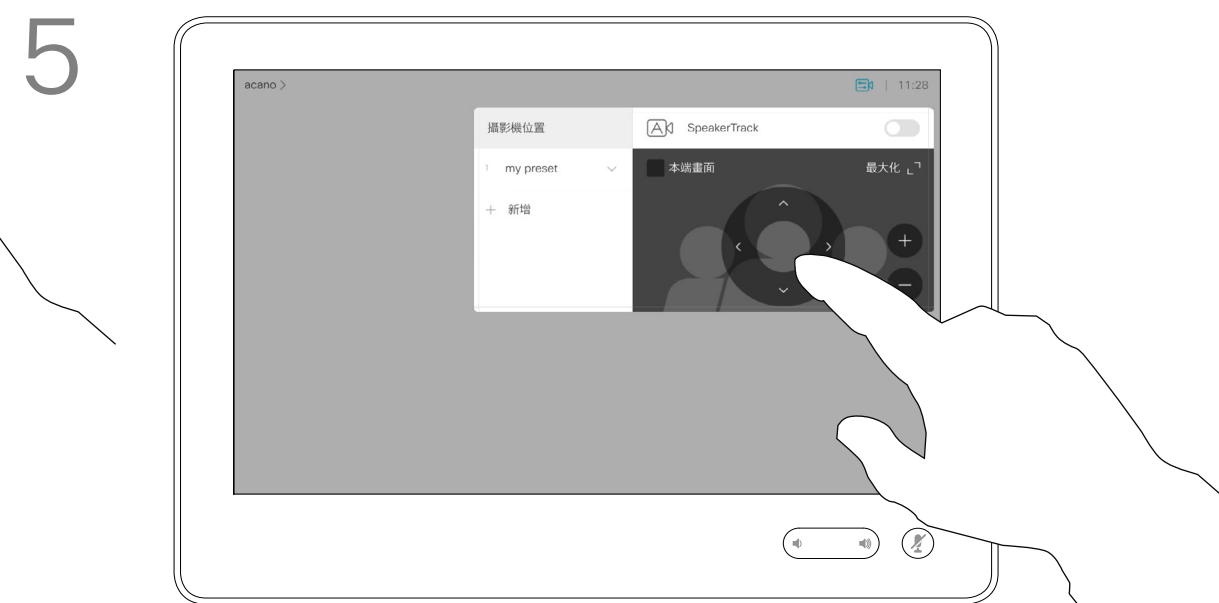 5
acano >
11:28
攝影機位置
SpeakerTrack
1 my preset
本端畫面
最大化
+ 新增